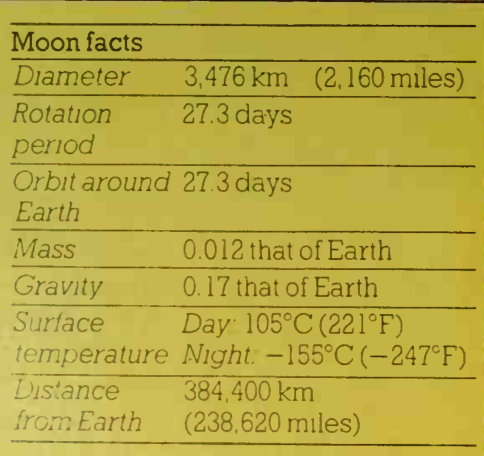 Moon facts
Diameter 3,476 km (2,160 miles)
Rotation 27.3 days
period
Orbit around 27.3 days
Earth
Mass 0.012 that of Earth
Gravity 0.17 that of Earth
Surface Day: 105°C (221°F)
temperature Night: −155°C (−247°F)
Distance 384,400 km
from Earth (238,620 miles)